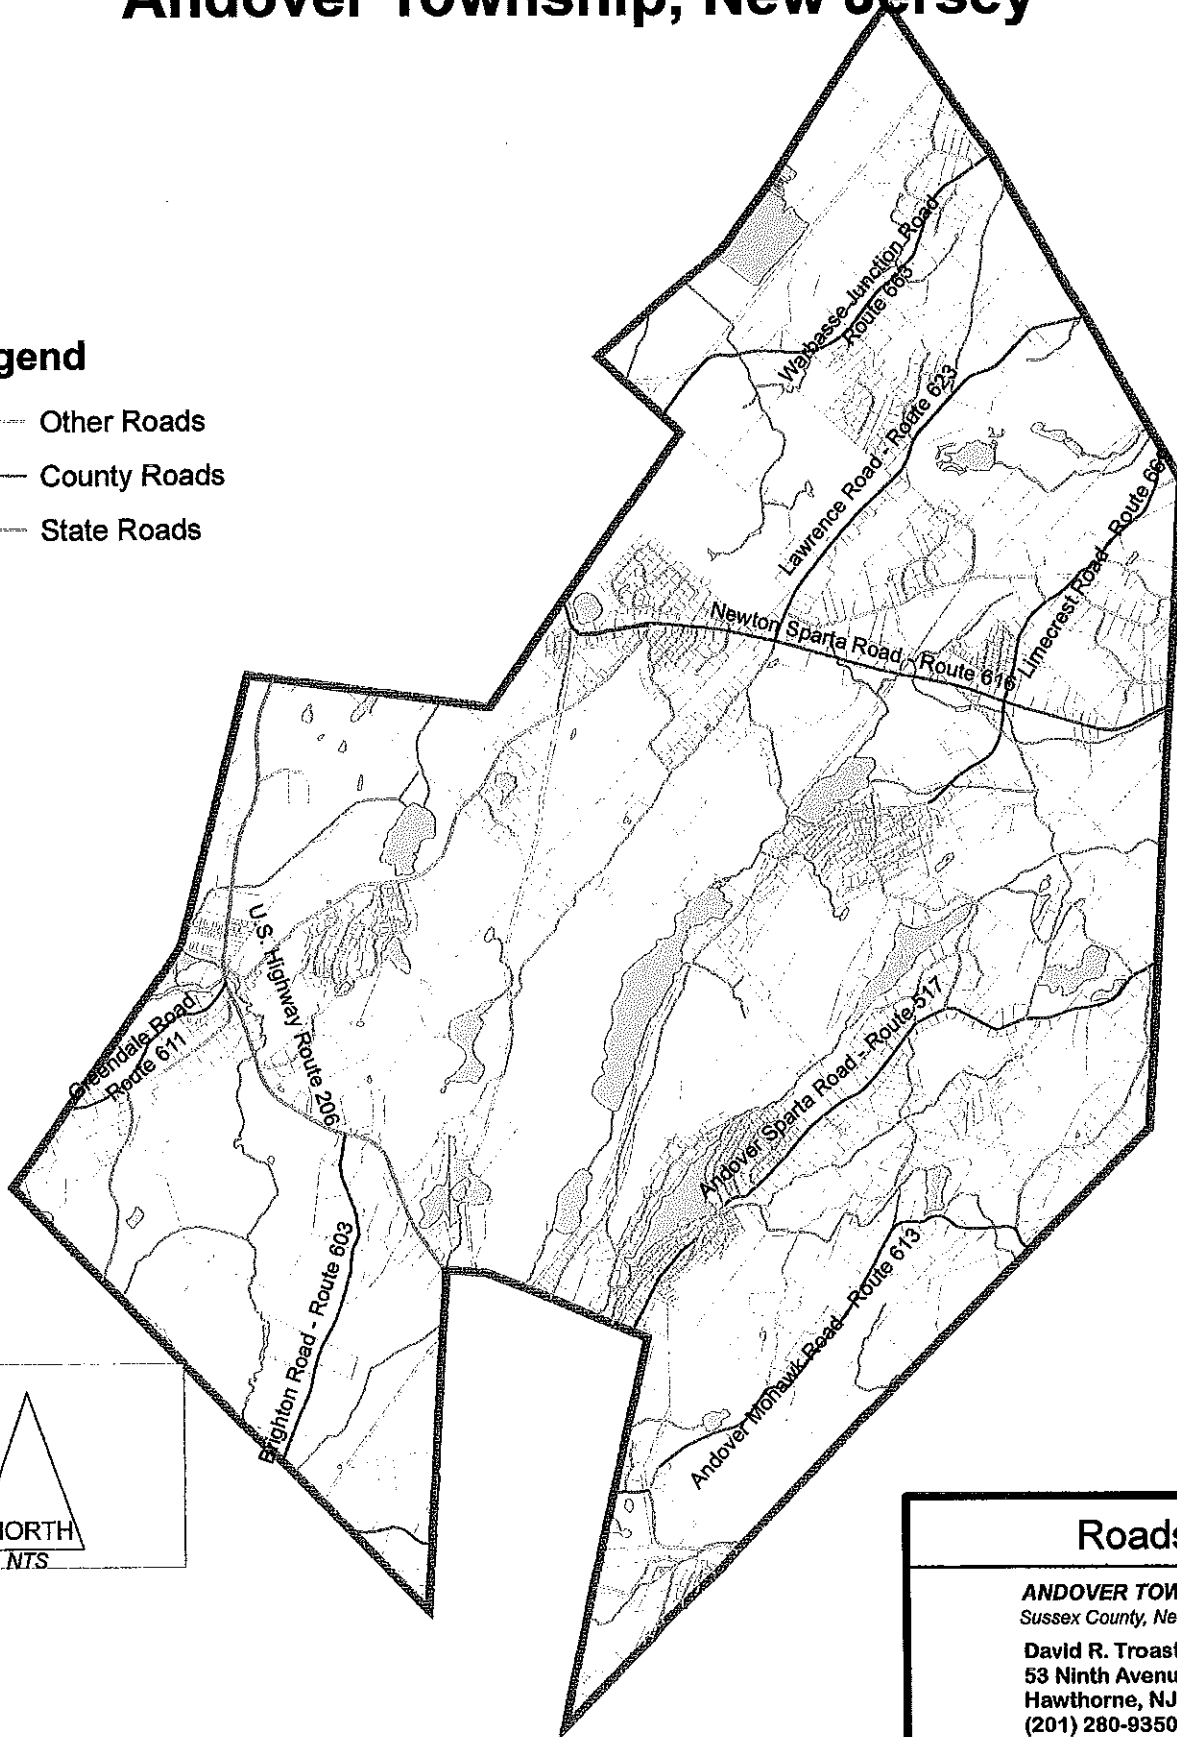 Andover Township, New Jersey
gend
Other Roads
County Roads
State Roads
Warbasse Junction Road
Route 663
Lawrence Road - Route 623
Limecrest Road - Route 66
Newton Sparta Road - Route 616
U.S. Highway Route 206
Greendale Road
Route 611
Andover Sparta Road - Route 517
Brighton Road - Route 603
Andover Mohawk Road - Route 613
NORTH
NTS
Roads
ANDOVER TOW
Sussex County, Ne
David R. Troast
53 Ninth Avenu
Hawthorne, NJ
(201) 280-9350